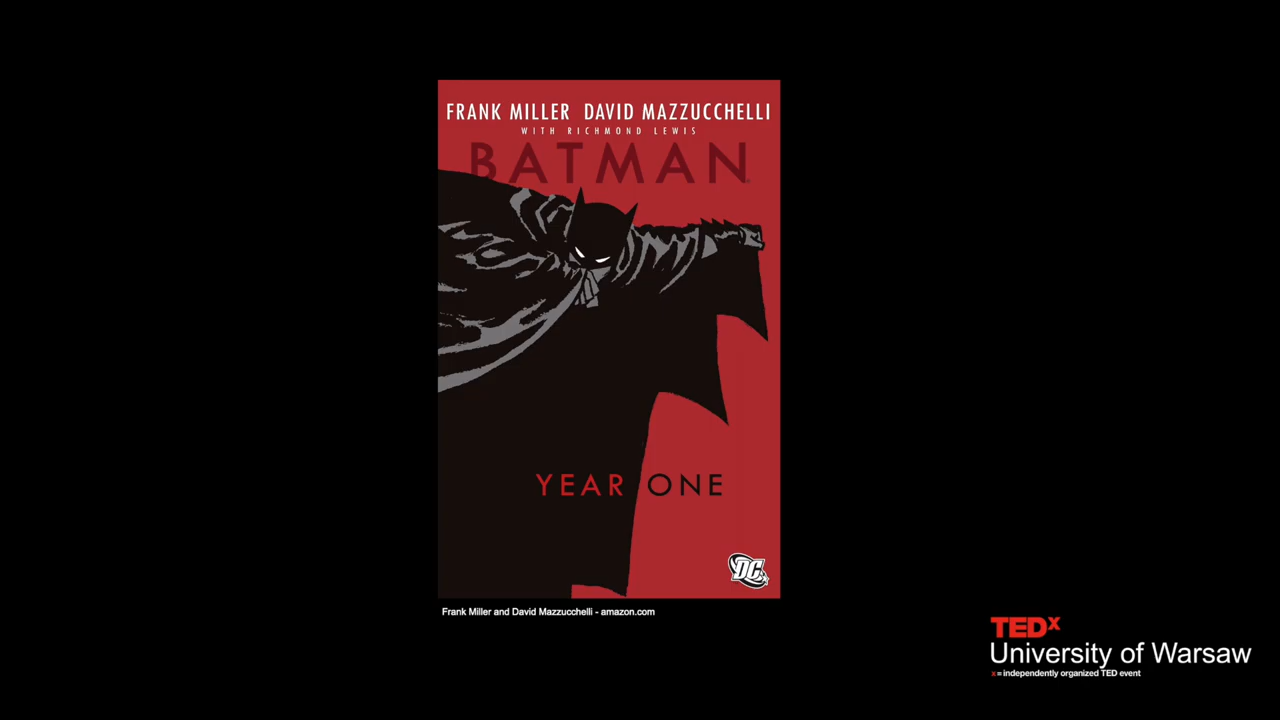 FRANK MILLER DAVID MAZZUCCHELLI
WITH RICHMOND LEWIS
BATMAN
YEAR ONE
DC
Frank Miller and David Mazzucchelli - amazon.com
TEDx
University of Warsaw
x = independently organized TED event